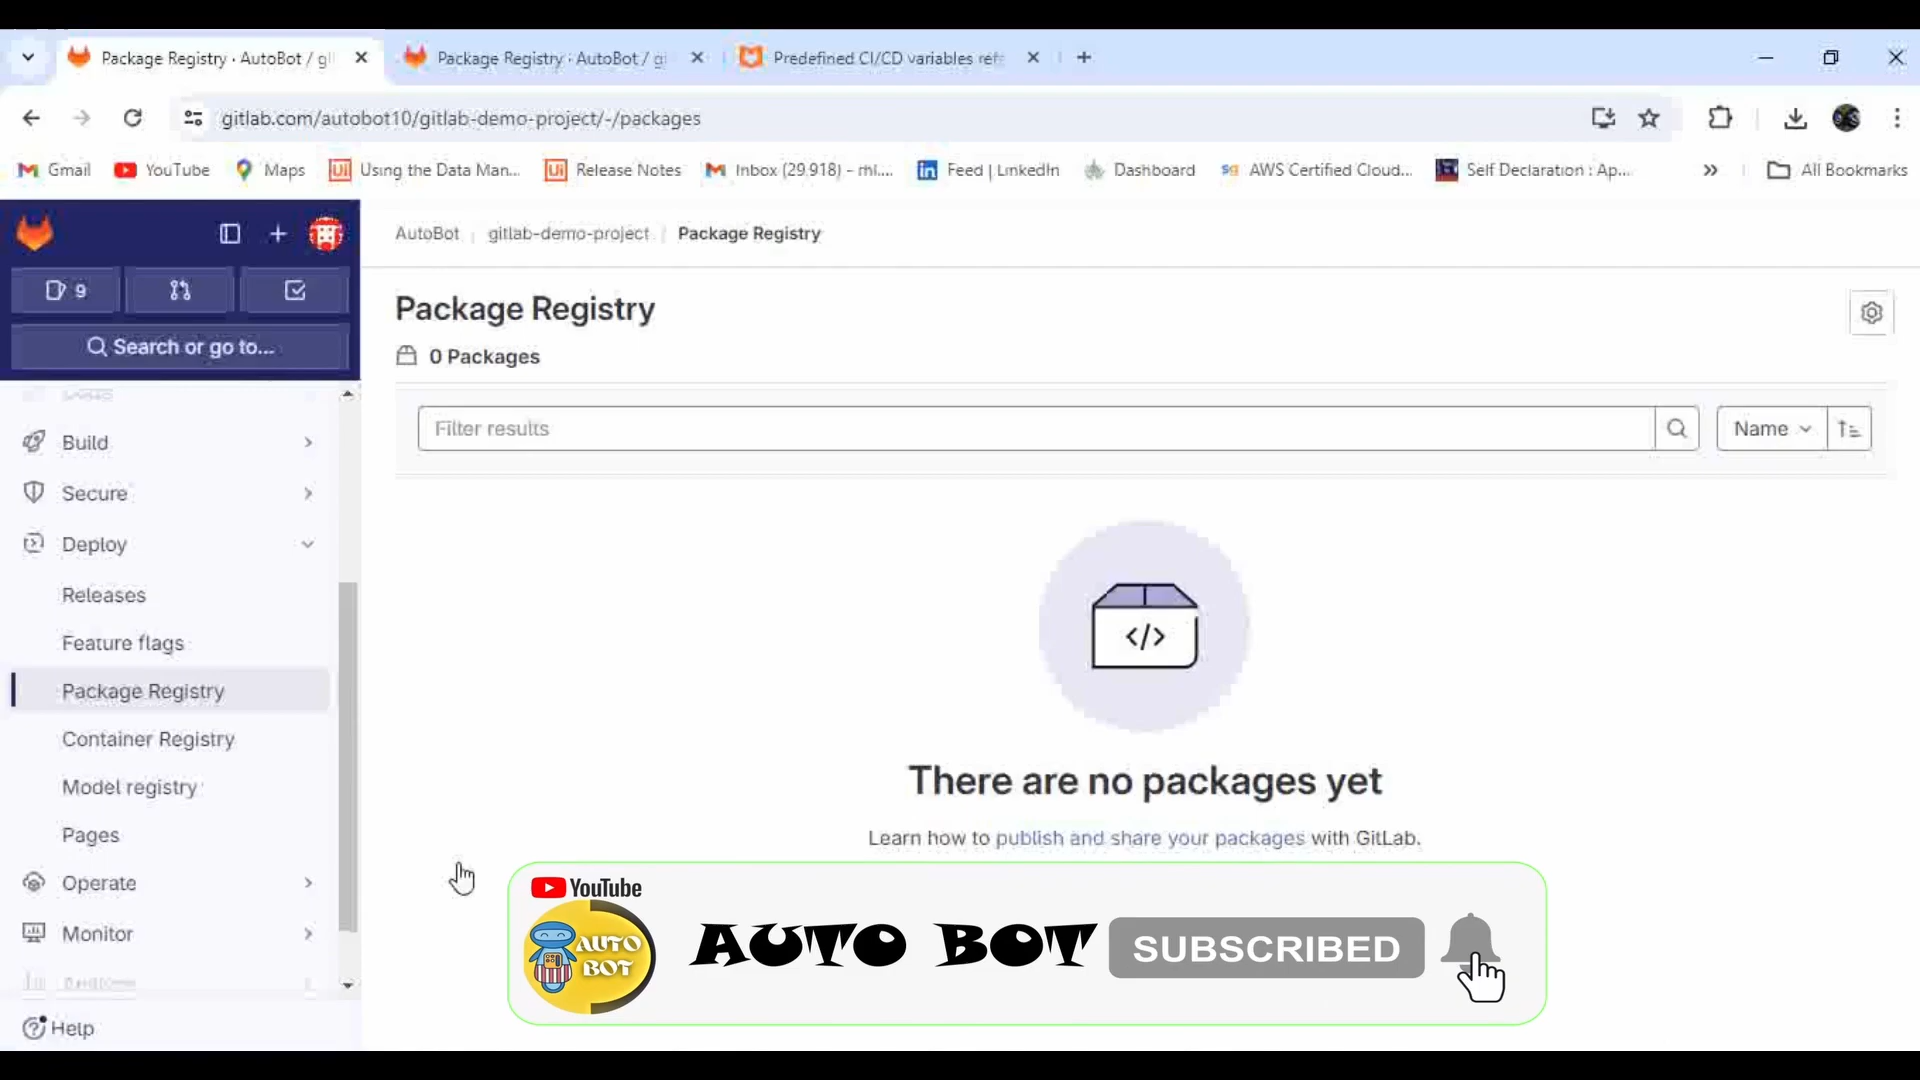 Package Registry · AutoBot / gi
Package Registry · AutoBot / gi
Predefined CI/CD variables refe
gitlab.com/autobot10/gitlab-demo-project/-/packages
Gmail
YouTube
Maps
Using the Data Man...
Release Notes
Inbox (29,918) - mi....
Feed | LinkedIn
Dashboard
AWS Certified Cloud...
Self Declaration : Ap...
All Bookmarks
9
Search or go to...
AutoBot
gitlab-demo-project
Package Registry
Package Registry
0 Packages
Filter results
Name
Build
Secure
Deploy
Releases
Feature flags
Package Registry
Container Registry
Model registry
Pages
Operate
Monitor
Help
</>
There are no packages yet
Learn how to publish and share your packages with GitLab.
YouTube
AUTO
BOT
AUTO BOT
SUBSCRIBED